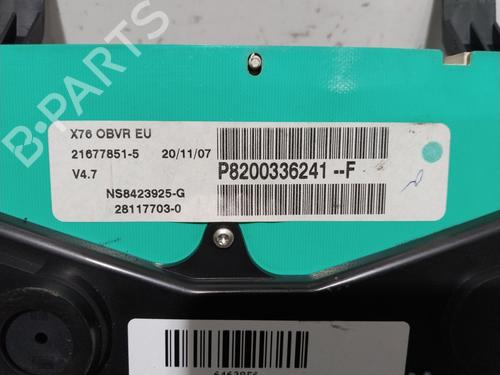 B-PARTS
X76 OBVR EU
21677851-5 20/11/07
V4.7
P8200336241 --F
NS8423925-G
28117703-0